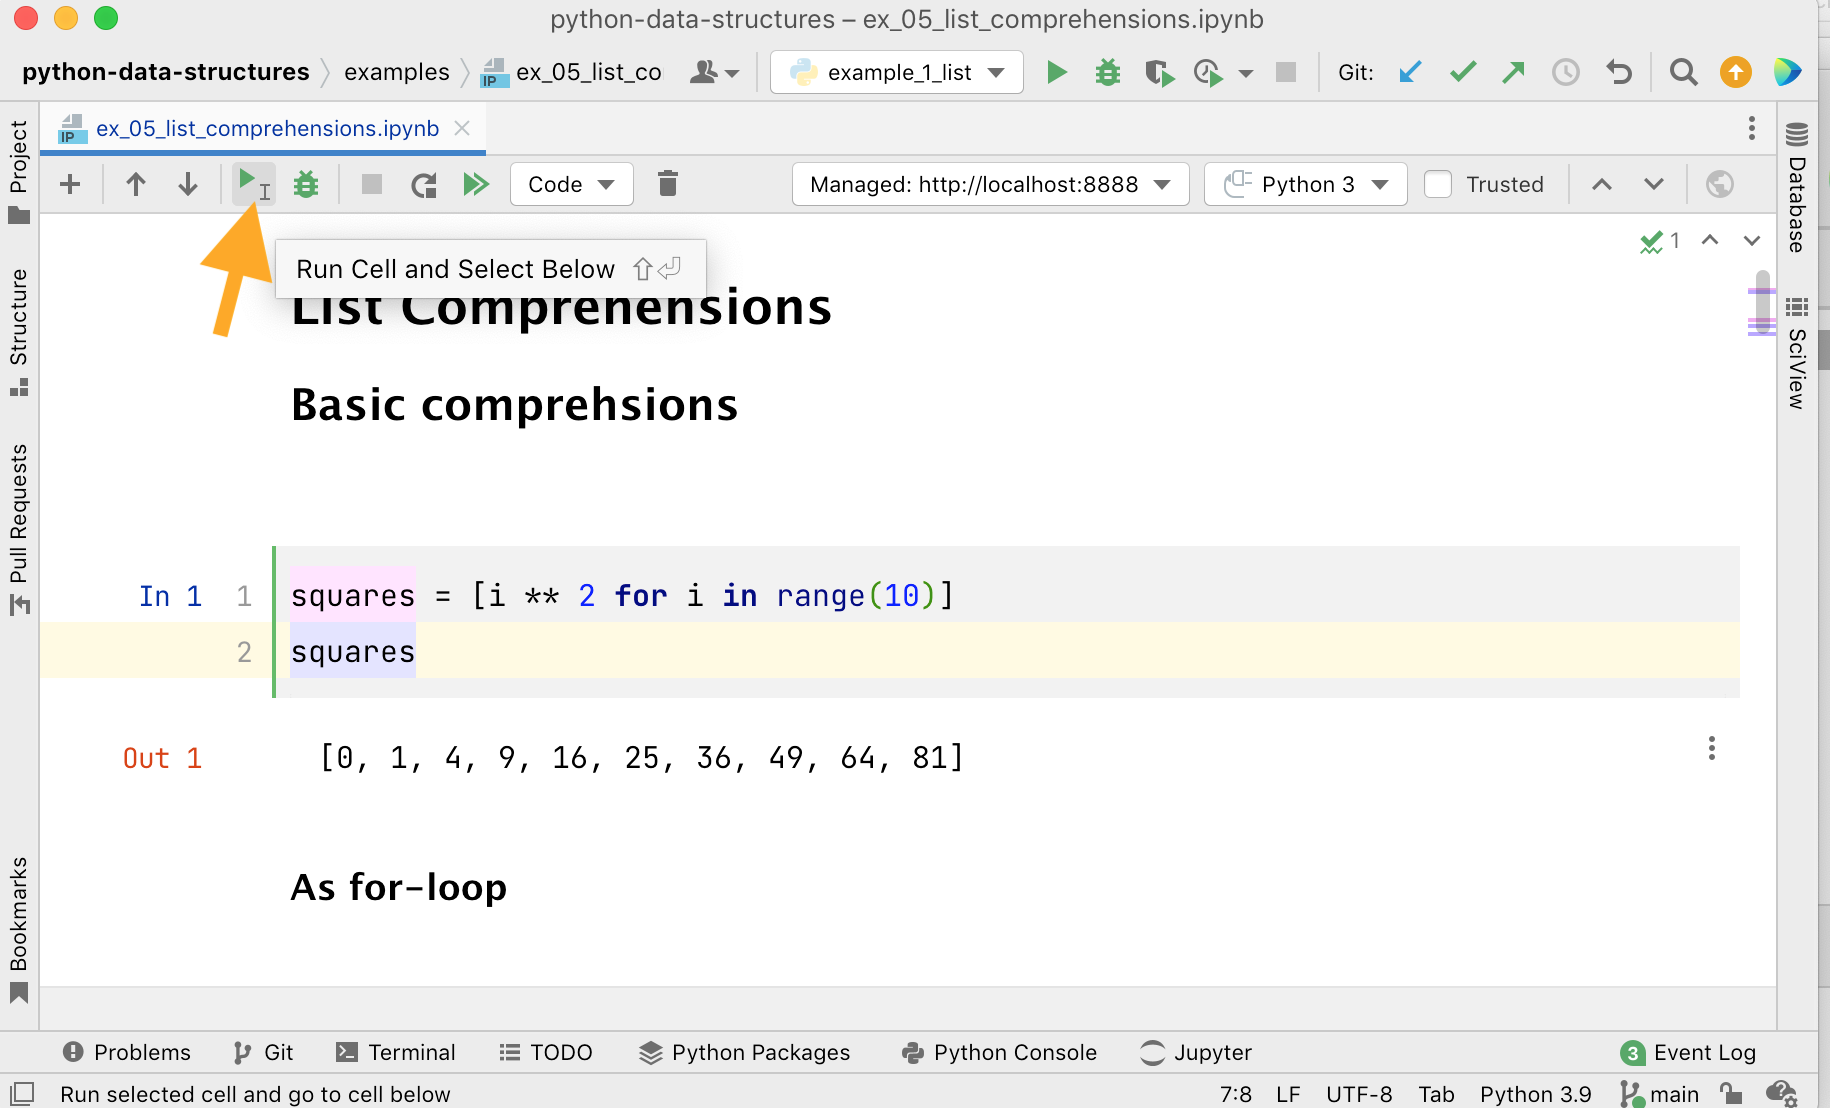 python-data-structures – ex_05_list_comprehensions.ipynb
python-data-structures examples IP ex_05_list_co example_1_list Git:
IP ex_05_list_comprehensions.ipynb
Code Managed: http://localhost:8888 Python 3 Trusted
Run Cell and Select Below ⇧⏎
1
List Comprehensions
Basic comprehsions
In 1 1 squares = [i ** 2 for i in range(10)]
2 squares
Out 1 [0, 1, 4, 9, 16, 25, 36, 49, 64, 81]
As for-loop
Project
Structure
Pull Requests
Bookmarks
Database
SciView
Problems Git Terminal TODO Python Packages Python Console Jupyter 3 Event Log
Run selected cell and go to cell below 7:8 LF UTF-8 Tab Python 3.9 main